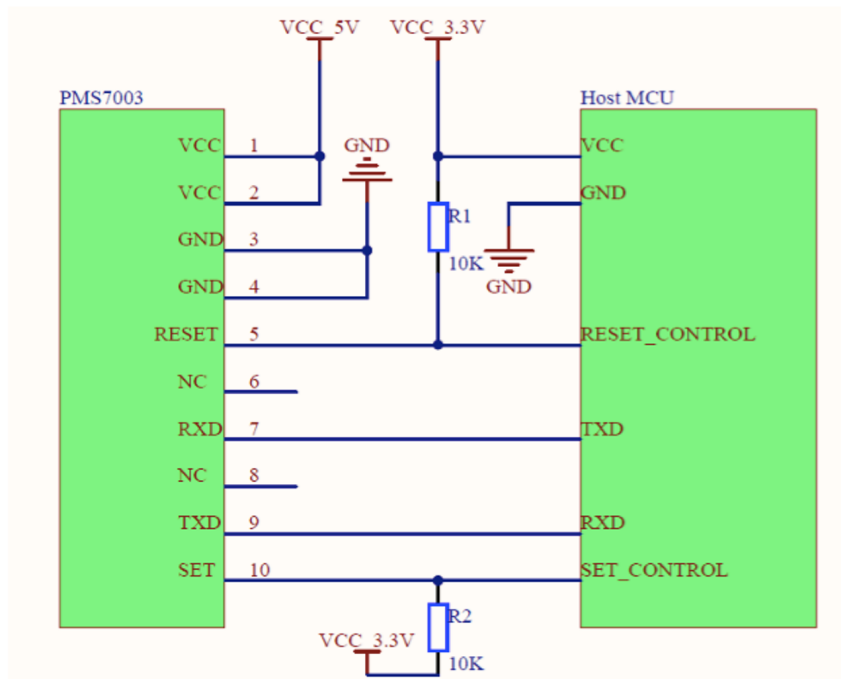 VCC_5V
VCC_3.3V
PMS7003
Host MCU
VCC 1
GND
VCC
VCC 2
GND
GND 3
R1
GND 4
10K
GND
RESET 5
RESET_CONTROL
NC 6
RXD 7
TXD
NC 8
TXD 9
RXD
SET 10
SET_CONTROL
R2
VCC_3.3V
10K